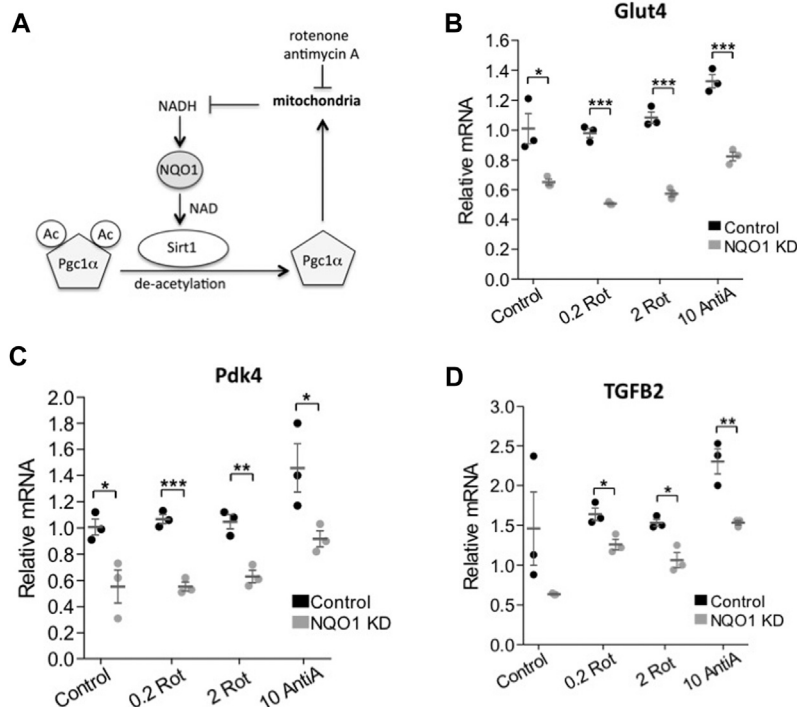 A
rotenone
antimycin A
NADH
mitochondria
NQO1
NAD
Ac
Ac
Sirt1
Pgc1α
Pgc1α
de-acetylation
B
Glut4
*
***
***
***
1.6
1.4
1.2
1.0
0.8
0.6
0.4
0.2
0.0
Relative mRNA
Control
NQO1 KD
Control
0.2 Rot
2 Rot
10 AntiA
C
Pdk4
*
***
**
*
2.0
1.8
1.6
1.4
1.2
1.0
0.8
0.6
0.4
0.2
0.0
Relative mRNA
Control
NQO1 KD
Control
0.2 Rot
2 Rot
10 AntiA
D
TGFB2
*
*
**
3.0
2.5
2.0
1.5
1.0
0.5
0.0
Relative mRNA
Control
NQO1 KD
Control
0.2 Rot
2 Rot
10 AntiA